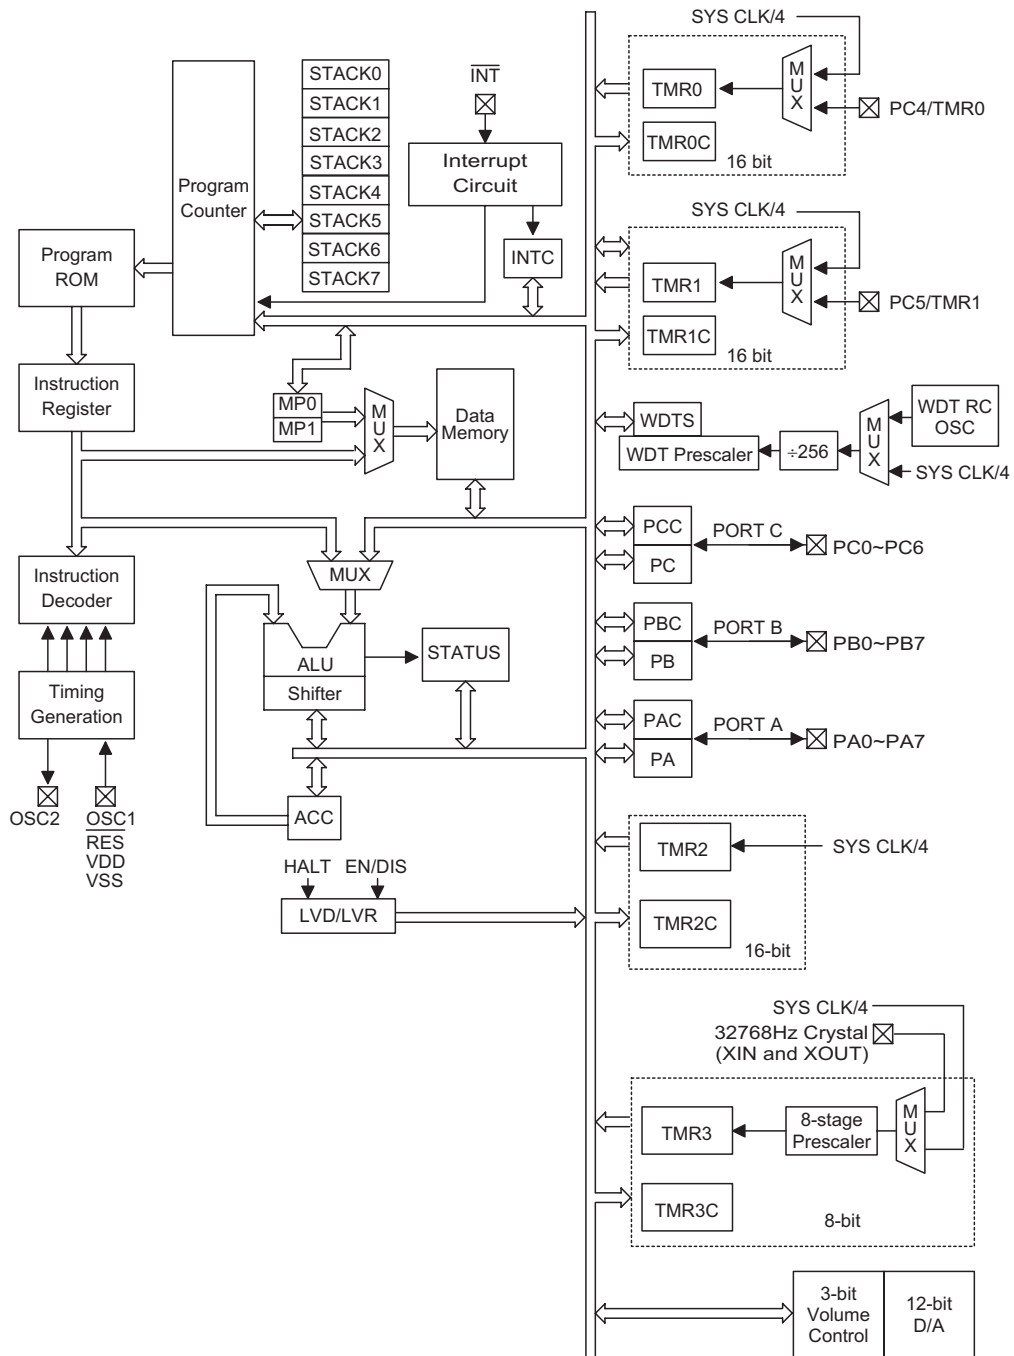 SYS CLK/4
STACK0
STACK1
STACK2
STACK3
STACK4
STACK5
STACK6
STACK7
INT
Program
Counter
Interrupt
Circuit
INTC
Program
ROM
TMR0
TMR0C
MUX
PC4/TMR0
16 bit
SYS CLK/4
TMR1
TMR1C
MUX
PC5/TMR1
16 bit
Instruction
Register
MP0
MP1
MUX
Data
Memory
WDTS
WDT Prescaler
÷256
MUX
WDT RC
OSC
SYS CLK/4
PCC
PC
PORT C
PC0~PC6
Instruction
Decoder
MUX
ALU
Shifter
STATUS
PBC
PB
PORT B
PB0~PB7
Timing
Generation
PAC
PA
PORT A
PA0~PA7
OSC2
OSC1
RES
VDD
VSS
ACC
TMR2
SYS CLK/4
TMR2C
16-bit
HALT
EN/DIS
LVD/LVR
SYS CLK/4
32768Hz Crystal
(XIN and XOUT)
TMR3
8-stage
Prescaler
MUX
TMR3C
8-bit
3-bit
Volume
Control
12-bit
D/A